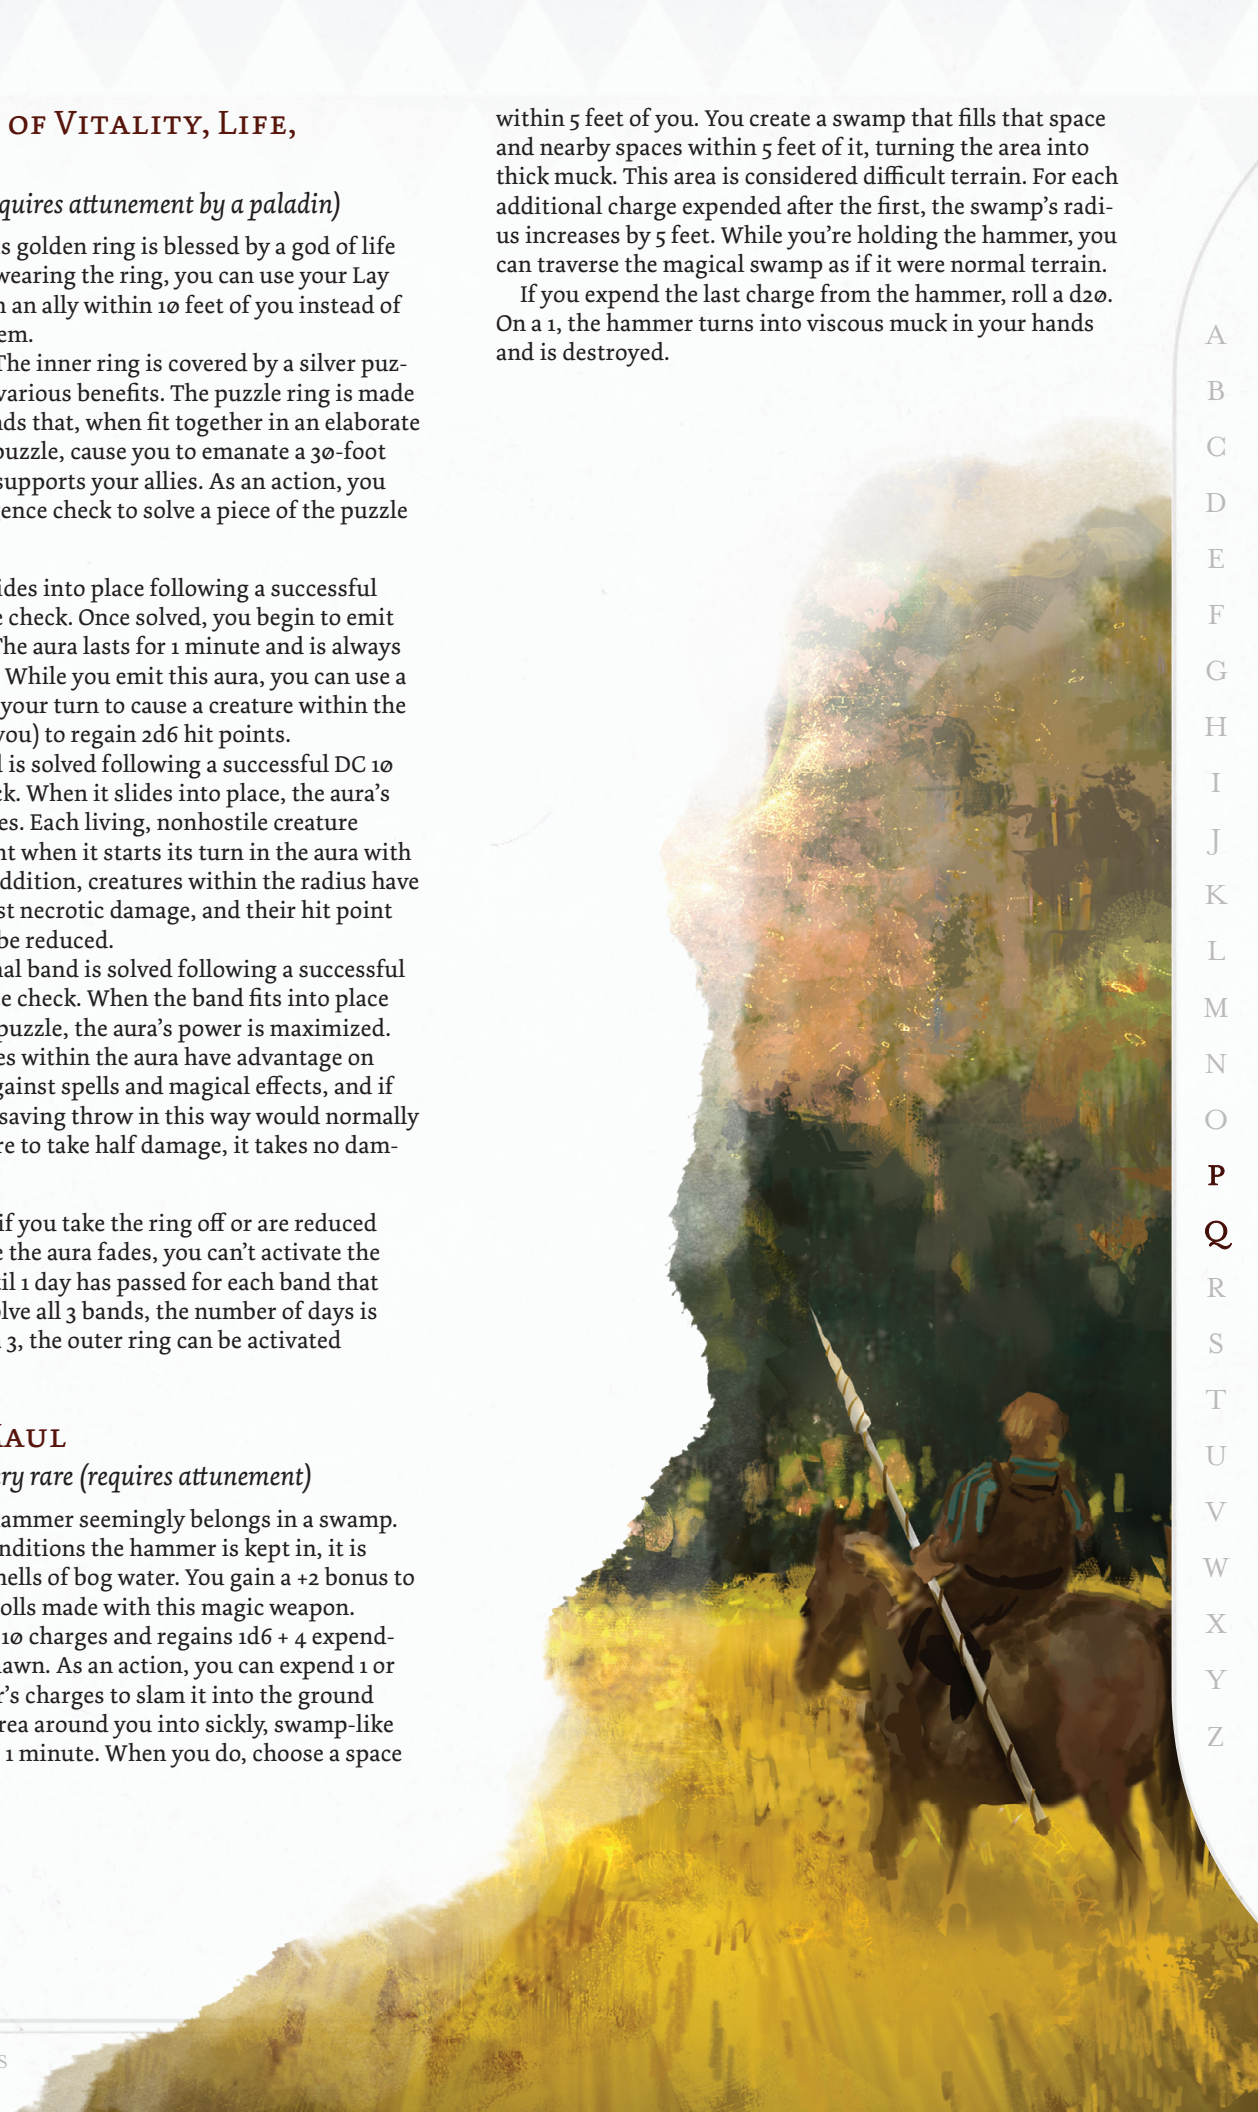 OF VITALITY, LIFE,
quires attunement by a paladin)
s golden ring is blessed by a god of life
wearing the ring, you can use your Lay
n an ally within 10 feet of you instead of
em.
The inner ring is covered by a silver puz-
various benefits. The puzzle ring is made
nds that, when fit together in an elaborate
puzzle, cause you to emanate a 30-foot
supports your allies. As an action, you
ence check to solve a piece of the puzzle
ides into place following a successful
e check. Once solved, you begin to emit
The aura lasts for 1 minute and is always
While you emit this aura, you can use a
your turn to cause a creature within the
you) to regain 2d6 hit points.
l is solved following a successful DC 10
ck. When it slides into place, the aura's
es. Each living, nonhostile creature
nt when it starts its turn in the aura with
ddition, creatures within the radius have
st necrotic damage, and their hit point
be reduced.
nal band is solved following a successful
e check. When the band fits into place
puzzle, the aura's power is maximized.
es within the aura have advantage on
gainst spells and magical effects, and if
saving throw in this way would normally
re to take half damage, it takes no dam-
if you take the ring off or are reduced
e the aura fades, you can't activate the
til 1 day has passed for each band that
olve all 3 bands, the number of days is
3, the outer ring can be activated
MAUL
ery rare (requires attunement)
ammer seemingly belongs in a swamp.
nditions the hammer is kept in, it is
mells of bog water. You gain a +2 bonus to
olls made with this magic weapon.
10 charges and regains 1d6 + 4 expend-
dawn. As an action, you can expend 1 or
r's charges to slam it into the ground
rea around you into sickly, swamp-like
1 minute. When you do, choose a space
within 5 feet of you. You create a swamp that fills that space
and nearby spaces within 5 feet of it, turning the area into
thick muck. This area is considered difficult terrain. For each
additional charge expended after the first, the swamp's radi-
us increases by 5 feet. While you're holding the hammer, you
can traverse the magical swamp as if it were normal terrain.
If you expend the last charge from the hammer, roll a d20.
On a 1, the hammer turns into viscous muck in your hands
and is destroyed.
A
B
C
D
E
F
G
H
I
J
K
L
M
N
O
P
Q
R
S
T
U
V
W
X
Y
Z
S